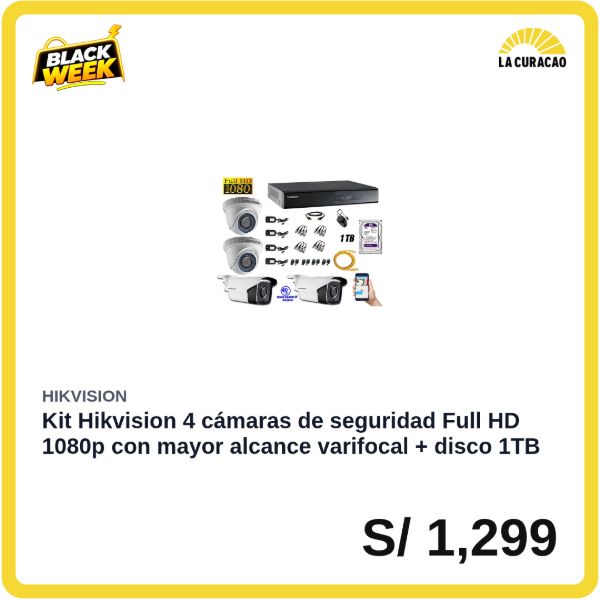 BLACK
WEEK
LA CURACAO
Full HD
1080
1 TB
HIKVISION
Kit Hikvision 4 cámaras de seguridad Full HD
1080p con mayor alcance varifocal + disco 1TB
S/ 1,299